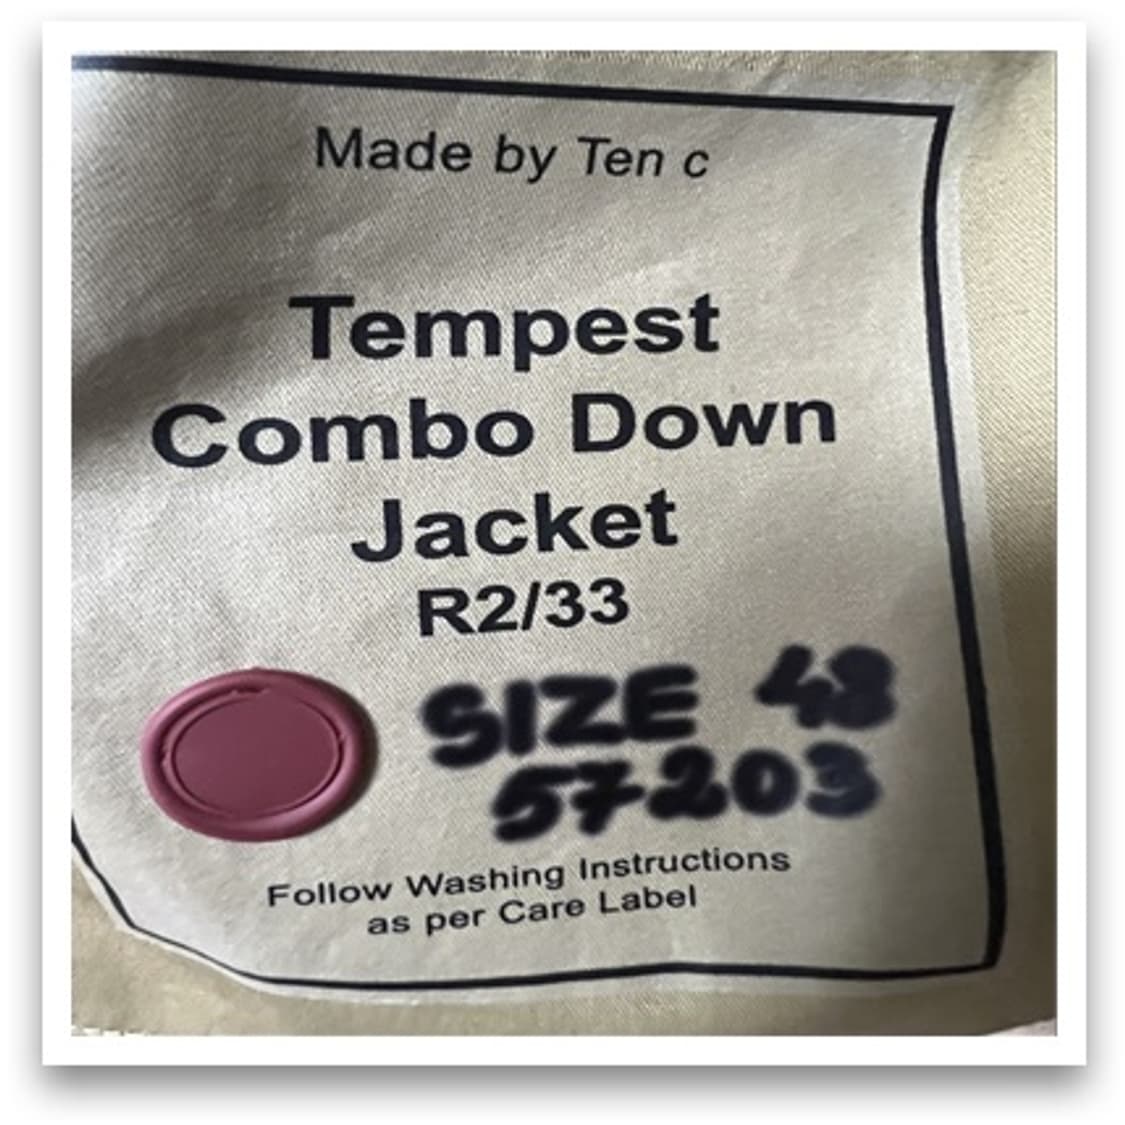 Made by Ten c
Tempest
Combo Down
Jacket
R2/33
SIZE 48
57203
Follow Washing Instructions
as per Care Label